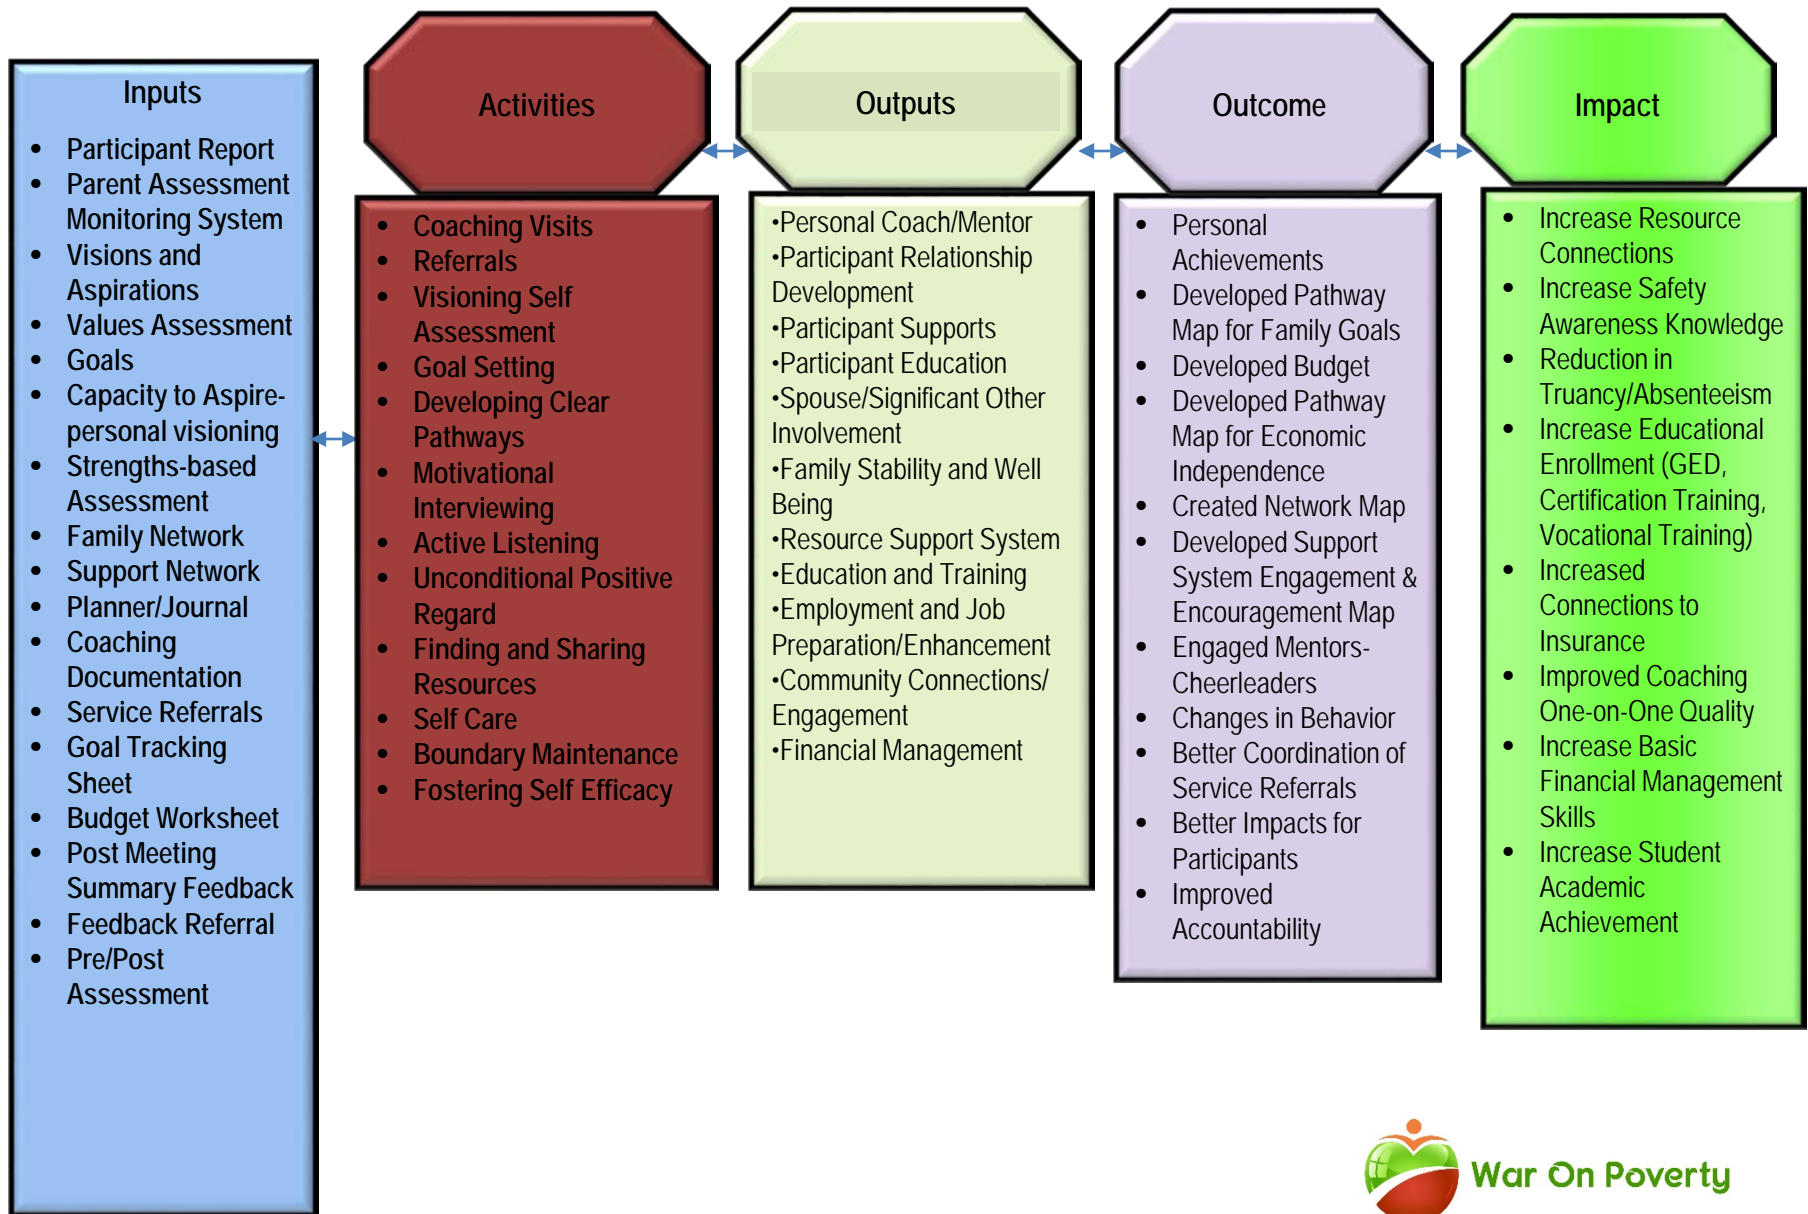 Inputs
• Participant Report
• Parent Assessment
Monitoring System
• Visions and
Aspirations
• Values Assessment
• Goals
• Capacity to Aspire-
personal visioning
• Strengths-based
Assessment
• Family Network
• Support Network
• Planner/Journal
• Coaching
Documentation
• Service Referrals
• Goal Tracking
Sheet
• Budget Worksheet
• Post Meeting
Summary Feedback
• Feedback Referral
• Pre/Post
Assessment
Activities
• Coaching Visits
• Referrals
• Visioning Self
Assessment
• Goal Setting
• Developing Clear
Pathways
• Motivational
Interviewing
• Active Listening
• Unconditional Positive
Regard
• Finding and Sharing
Resources
• Self Care
• Boundary Maintenance
• Fostering Self Efficacy
Outputs
•Personal Coach/Mentor
•Participant Relationship
Development
•Participant Supports
•Participant Education
•Spouse/Significant Other
Involvement
•Family Stability and Well
Being
•Resource Support System
•Education and Training
•Employment and Job
Preparation/Enhancement
•Community Connections/
Engagement
•Financial Management
Outcome
• Personal
Achievements
• Developed Pathway
Map for Family Goals
• Developed Budget
• Developed Pathway
Map for Economic
Independence
• Created Network Map
• Developed Support
System Engagement &
Encouragement Map
• Engaged Mentors-
Cheerleaders
• Changes in Behavior
• Better Coordination of
Service Referrals
• Better Impacts for
Participants
• Improved
Accountability
Impact
• Increase Resource
Connections
• Increase Safety
Awareness Knowledge
• Reduction in
Truancy/Absenteeism
• Increase Educational
Enrollment (GED,
Certification Training,
Vocational Training)
• Increased
Connections to
Insurance
• Improved Coaching
One-on-One Quality
• Increase Basic
Financial Management
Skills
• Increase Student
Academic
Achievement
War On Poverty